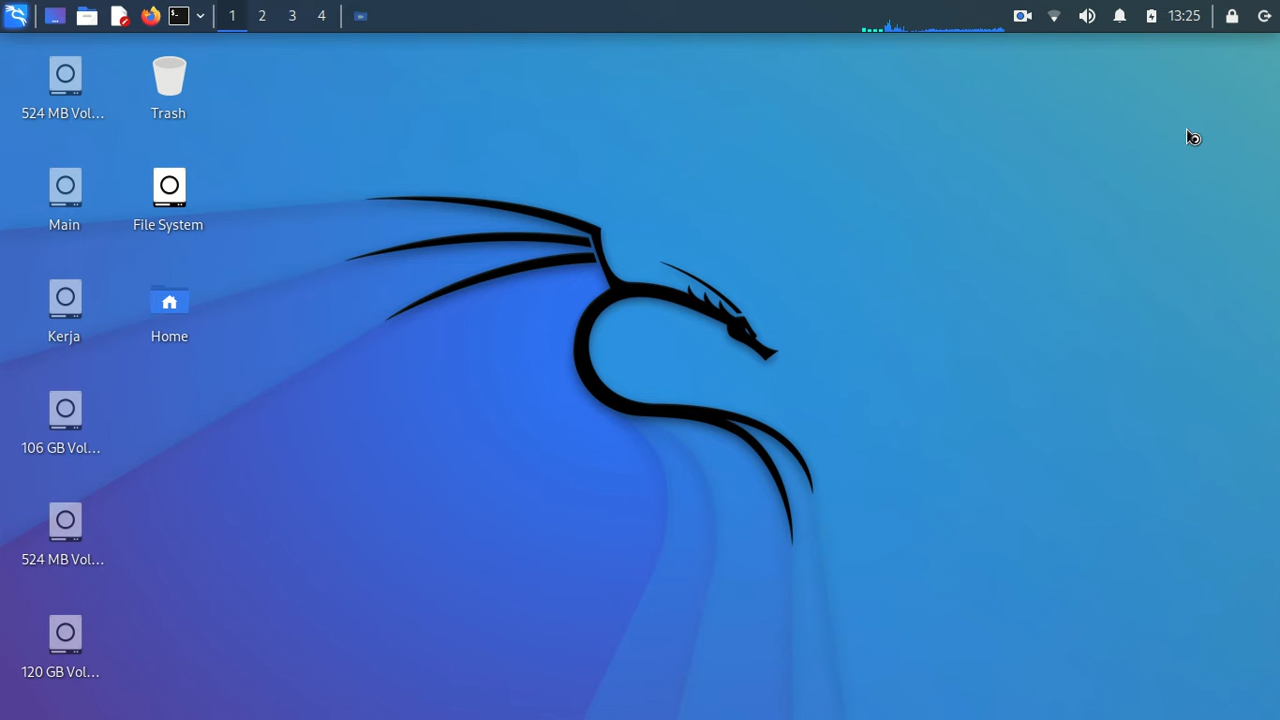 1 2 3 4 13:25
524 MB Vol... Trash
Main File System
Kerja Home
106 GB Vol...
524 MB Vol...
120 GB Vol...